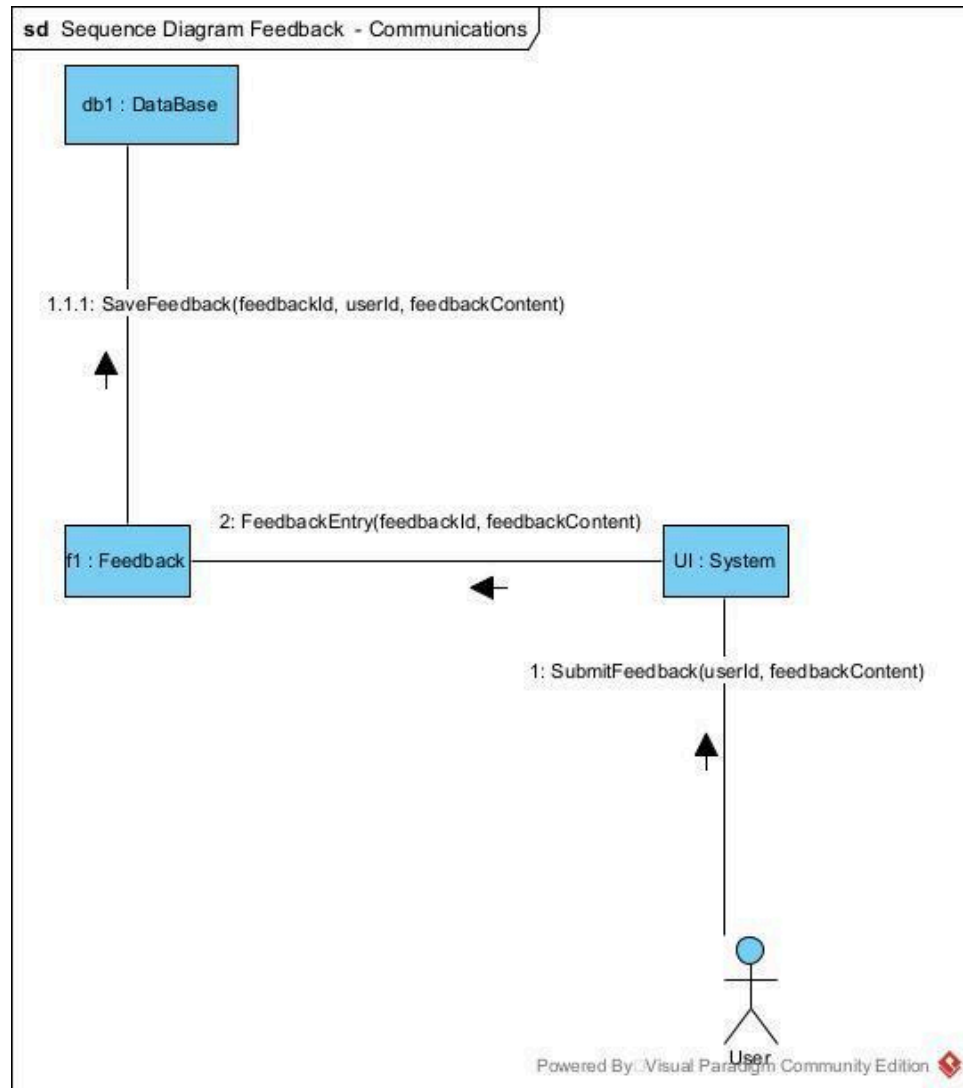 sd Sequence Diagram Feedback - Communications
db1 : DataBase
1.1.1: SaveFeedback(feedbackId, userId, feedbackContent)
2: FeedbackEntry(feedbackId, feedbackContent)
f1 : Feedback
UI : System
1: SubmitFeedback(userId, feedbackContent)
User
Powered By Visual Paradigm Community Edition